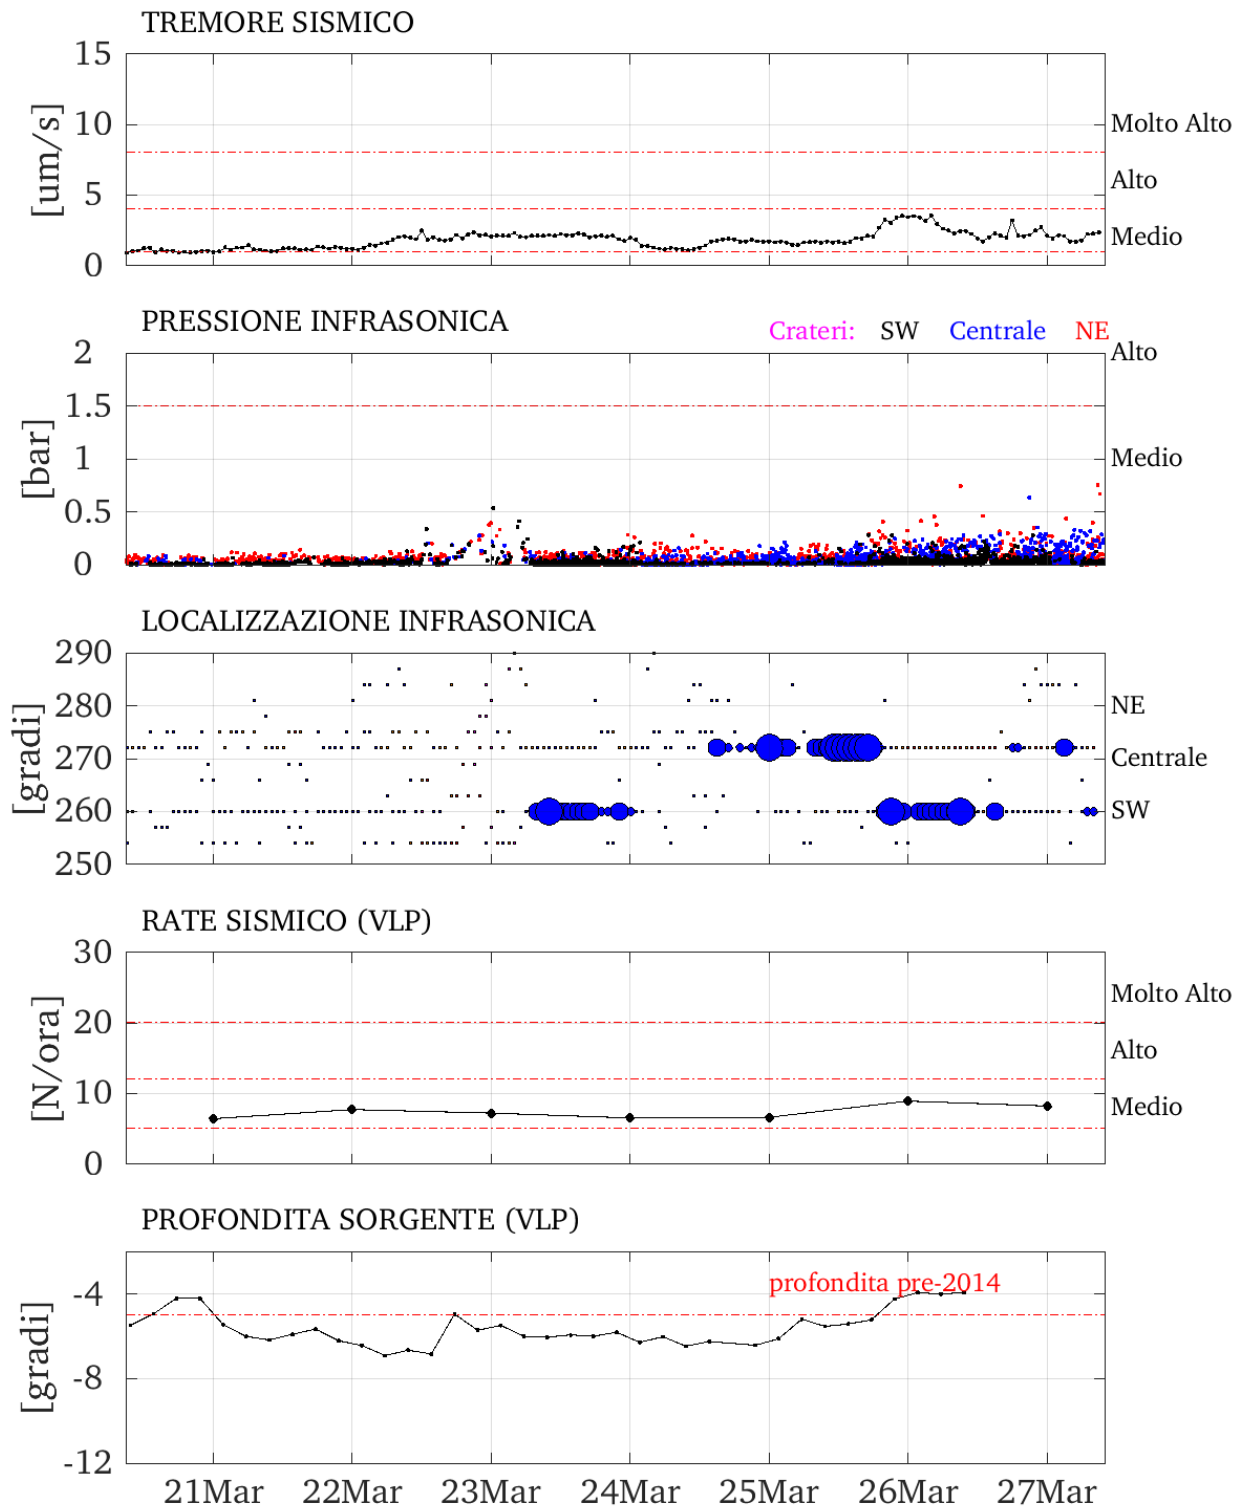 TREMORE SISMICO
15
10
5
0
[um/s]
Molto Alto
Alto
Medio
PRESSIONE INFRASONICA
Crateri: SW Centrale NE
2
1.5
1
0.5
0
[bar]
Alto
Medio
LOCALIZZAZIONE INFRASONICA
290
280
270
260
250
[gradi]
NE
Centrale
SW
RATE SISMICO (VLP)
30
20
10
0
[N/ora]
Molto Alto
Alto
Medio
PROFONDITA SORGENTE (VLP)
profondita pre-2014
-4
-8
-12
[gradi]
21Mar 22Mar 23Mar 24Mar 25Mar 26Mar 27Mar